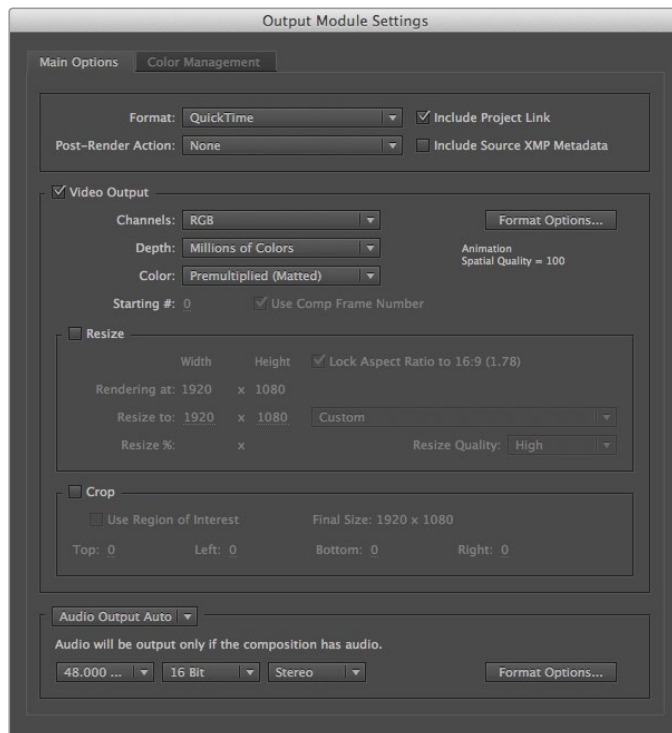 Output Module Settings
Main Options Color Management
Format: QuickTime Include Project Link
Post-Render Action: None Include Source XMP Metadata
Video Output
Channels: RGB Format Options...
Depth: Millions of Colors Animation
Spatial Quality = 100
Color: Premultiplied (Matted)
Starting #: 0 Use Comp Frame Number
Resize
Width Height Lock Aspect Ratio to 16:9 (1.78)
Rendering at: 1920 x 1080
Resize to: 1920 x 1080 Custom
Resize %: x Resize Quality: High
Crop
Use Region of Interest Final Size: 1920 x 1080
Top: 0 Left: 0 Bottom: 0 Right: 0
Audio Output Auto
Audio will be output only if the composition has audio.
48.000 ... 16 Bit Stereo Format Options...